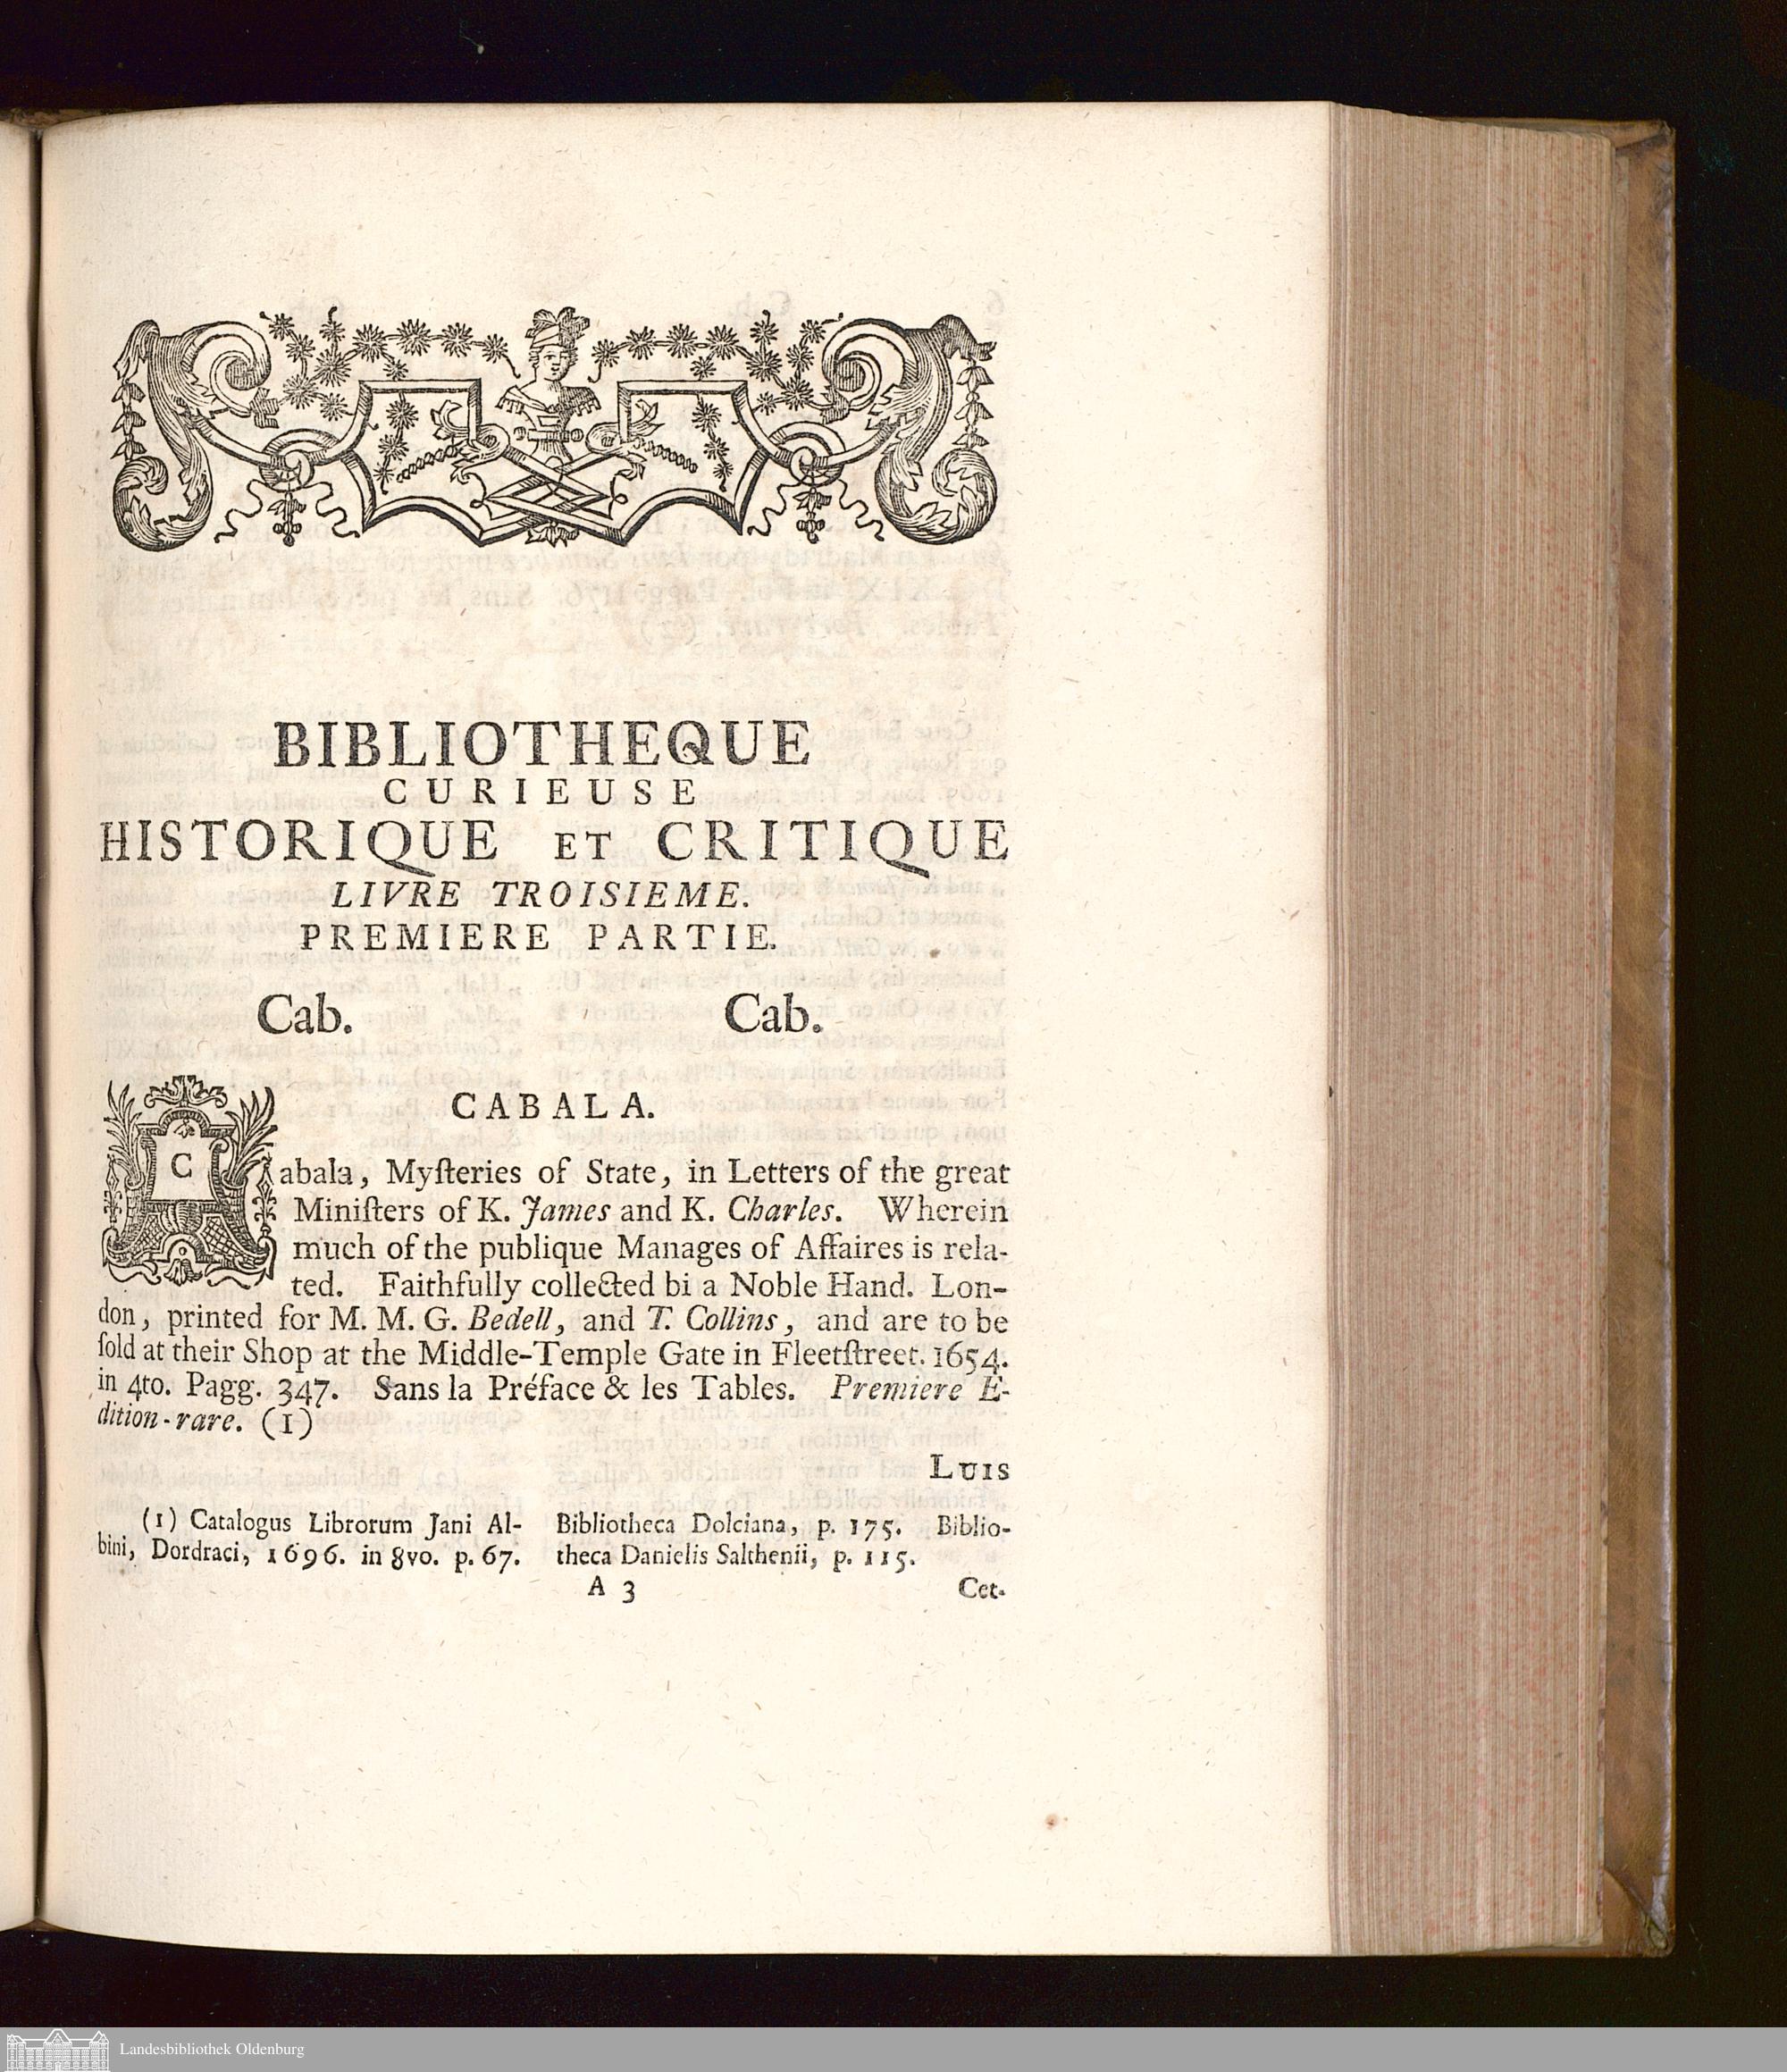 BIBLIOTHEQUE
CURIEUSE
HISTORIQUE ET CRITIQUE
LIVRE TROISIEME.
PREMIERE PARTIE.
Cab. Cab.
CABALA.
Cabala, Myſteries of State, in Letters of the great
Miniſters of K. James and K. Charles. Wherein
much of the publique Manages of Affaires is rela-
ted. Faithfully collected bi a Noble Hand. Lon-
don, printed for M. M. G. Bedell, and T. Collins, and are to be
ſold at their Shop at the Middle-Temple Gate in Fleetſtreet. 1654.
in 4to. Pagg. 347. Sans la Préface & les Tables. Premiere E-
dition-rare. (1)
LUIS
(1) Catalogus Librorum Jani Al-
bini, Dordraci, 1696. in 8vo. p. 67.
Bibliotheca Dolciana, p. 175. Biblio-
theca Danielis Salthenii, p. 115.
A 3 Cet-
Landesbibliothek Oldenburg